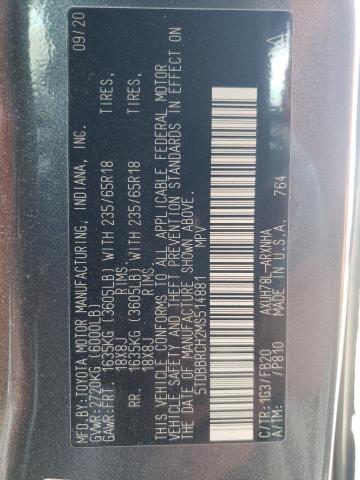 MFD.BY:TOYOTA MOTOR MANUFACTURING, INDIANA, INC. 09/20
GVWR:2720KG (6000LB)
GAWR:FRT. 1635KG (3605LB) WITH 235/65R18 TIRES,
18X8J RIMS,
RR. 1635KG (3605LB) WITH 235/65R18 TIRES,
18X8J RIMS,
THIS VEHICLE CONFORMS TO ALL APPLICABLE FEDERAL MOTOR
VEHICLE SAFETY AND THEFT PREVENTION STANDARDS IN EFFECT ON
THE DATE OF MANUFACTURE SHOWN ABOVE.
5TDBBRCH2MS514681 MPV
C/TR:1G3/FB20 AXUH78L-ARXNHA
A/TM: /P810 MADE IN U.S.A. 764